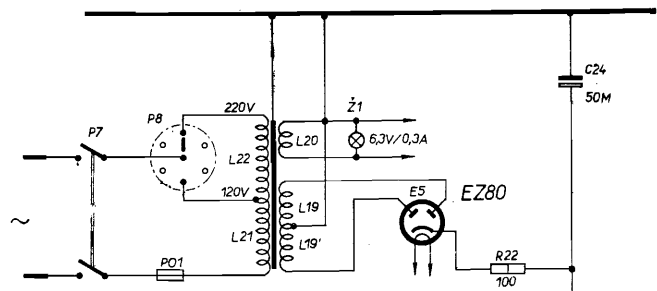 P7
P8
220V
120V
L22
L21
L20
Ż1
6,3V/0,3A
L19
L19'
E5
EZ80
C24
50M
R22
100
PO1
~